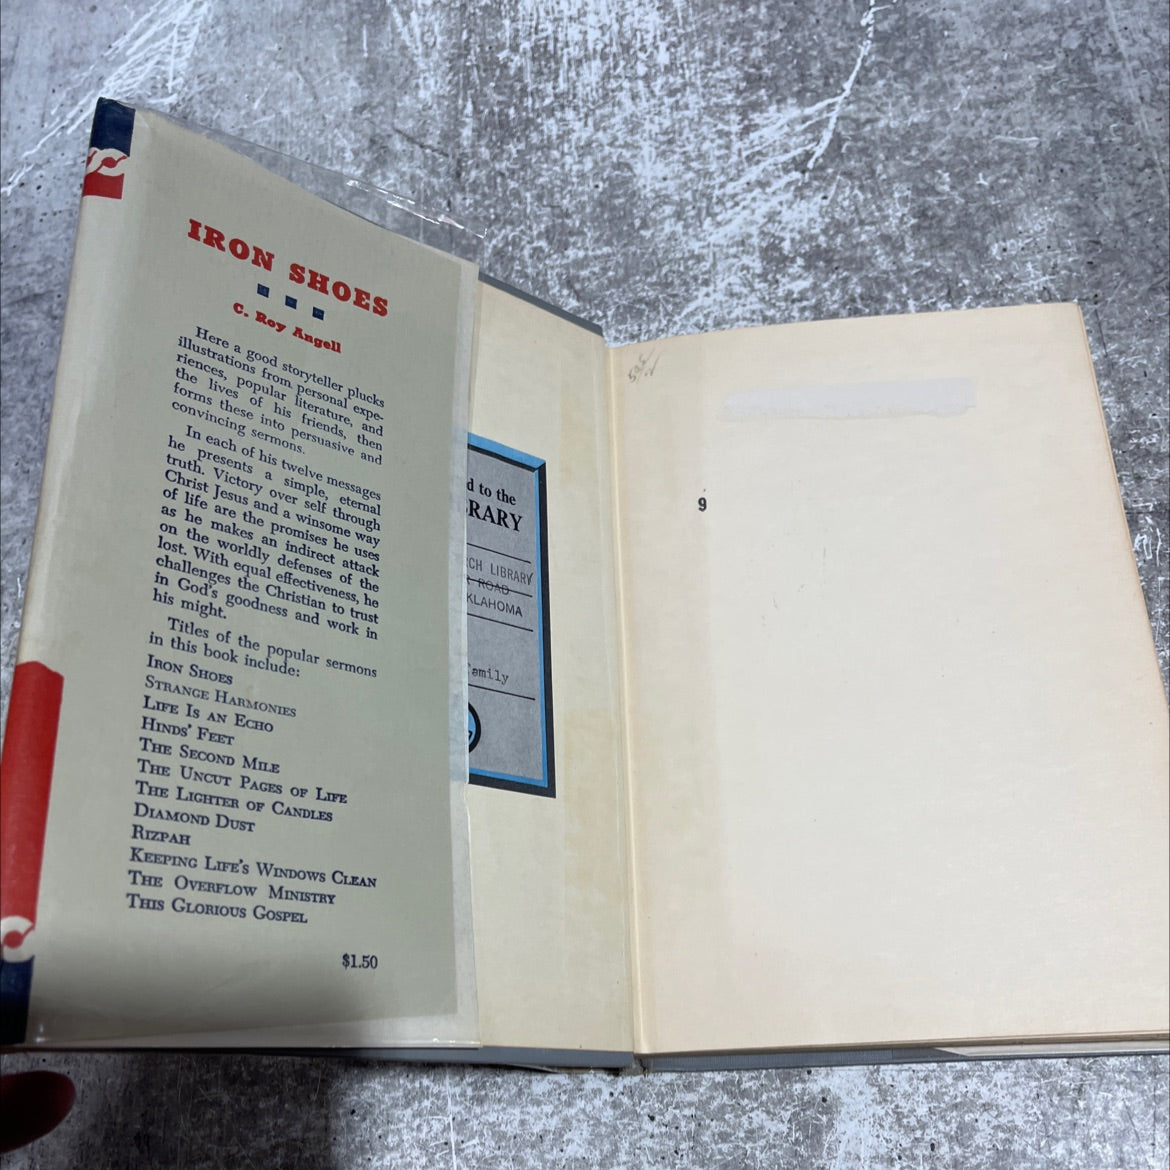 IRON SHOES
C. Roy Angell
Here a good storyteller plucks
illustrations from personal expe-
riences, popular literature, and
the lives of his friends, then
forms these into persuasive and
convincing sermons.
In each of his twelve messages
he presents a simple, eternal
truth. Victory over self through
Christ Jesus and a winsome way
of life are the promises he uses
as he makes an indirect attack
on the worldly defenses of the
lost. With equal effectiveness, he
challenges the Christian to trust
in God's goodness and work in
his might.
Titles of the popular sermons
in this book include:
IRON SHOES
STRANGE HARMONIES
LIFE IS AN ECHO
HINDS' FEET
THE SECOND MILE
THE UNCUT PAGES OF LIFE
THE LIGHTER OF CANDLES
DIAMOND DUST
RIZPAH
KEEPING LIFE'S WINDOWS CLEAN
THE OVERFLOW MINISTRY
THIS GLORIOUS GOSPEL
$1.50
d to the
RARY
RCH LIBRARY
ROAD
KLAHOMA
Family
9